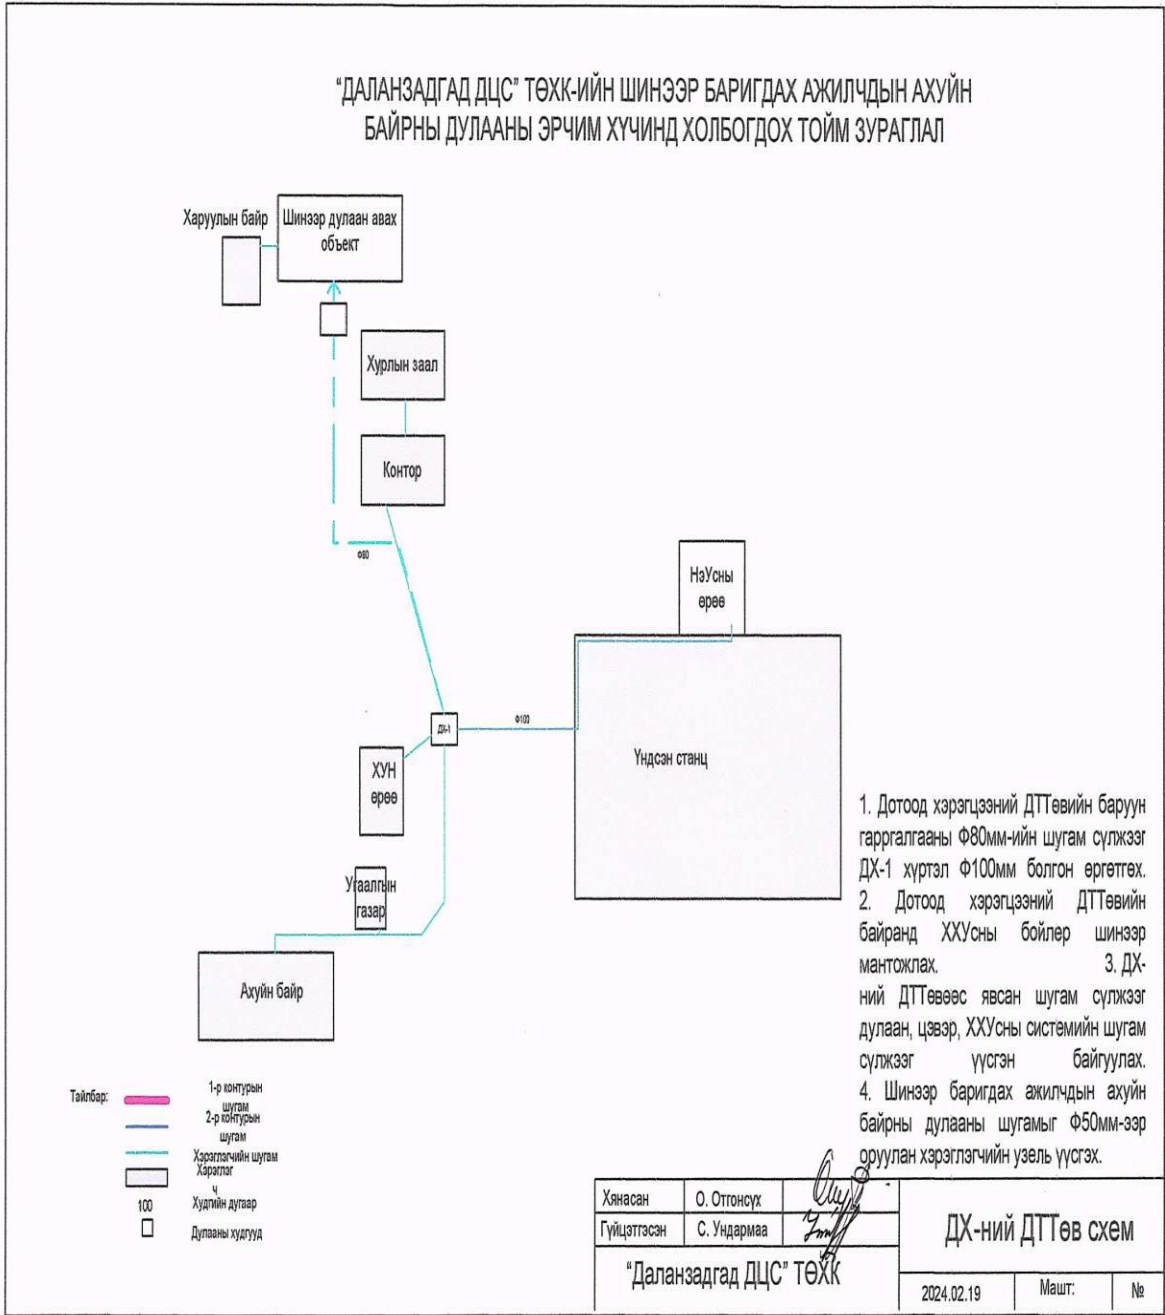 "ДАЛАНЗАДГАД ДЦС" ТӨХК-ИЙН ШИНЭЭР БАРИГДАХ АЖИЛЧДЫН АХУЙН
БАЙРНЫ ДУЛААНЫ ЭРЧИМ ХҮЧИНД ХОЛБОГДОХ ТОЙМ ЗУРАГЛАЛ
Харуулын байр
Шинээр дулаан авах
объект
Хурлын заал
Контор
Ф80
НэУсны
өрөө
ДХ-1
Ф100
Үндсэн станц
ХУН
өрөө
Угаалгын
газар
Ахуйн байр
1. Дотоод хэрэгцээний ДТТөвийн баруун
гарргалгааны Ф80мм-ийн шугам сүлжээг
ДХ-1 хүртэл Ф100мм болгон өргөтгөх.
2. Дотоод хэрэгцээний ДТТөвийн
байранд ХХУсны бойлер шинээр
мантожлах. 3. ДХ-
ний ДТТөвөөс явсан шугам сүлжээг
дулаан, цэвэр, ХХУсны системийн шугам
сүлжээг үүсгэн байгуулах.
4. Шинээр баригдах ажилчдын ахуйн
байрны дулааны шугамыг Ф50мм-ээр
оруулан хэрэглэгчийн узель үүсгэх.
Тайлбар:
1-р контурын
шугам
2-р контурын
шугам
Хэрэглэгчийн шугам
Хэрэглэг
ч
100
Худгийн дугаар
Дулааны худгууд
Хянасан
О. Отгонсүх
Гүйцэтгэсэн
С. Ундармаа
"Даланзадгад ДЦС" ТӨХК
ДХ-ний ДТТөв схем
2024.02.19
Машт:
№